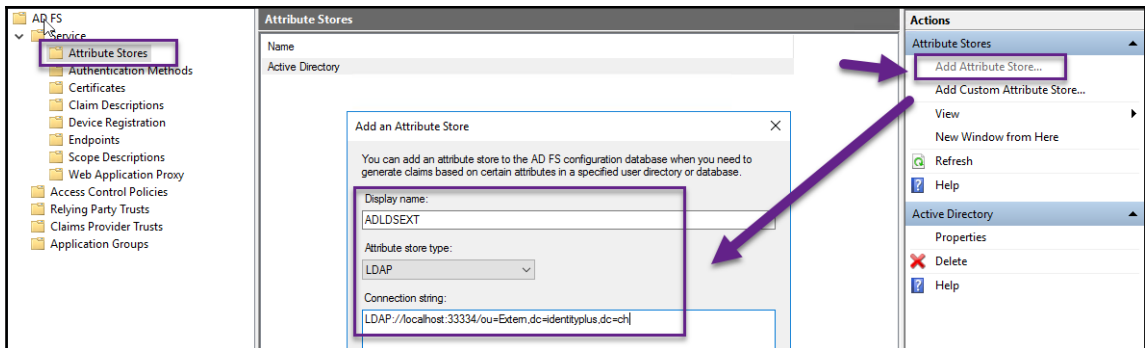 AD FS
Service
Attribute Stores
Authentication Methods
Certificates
Claim Descriptions
Device Registration
Endpoints
Scope Descriptions
Web Application Proxy
Access Control Policies
Relying Party Trusts
Claims Provider Trusts
Application Groups
Attribute Stores
Name
Active Directory
Add an Attribute Store
You can add an attribute store to the AD FS configuration database when you need to
generate claims based on certain attributes in a specified user directory or database.
Display name:
ADLDSEXT
Attribute store type:
LDAP
Connection string:
LDAP://localhost:33334/ou=Extern,dc=identityplus,dc=ch
Actions
Attribute Stores
Add Attribute Store...
Add Custom Attribute Store...
View
New Window from Here
Refresh
Help
Active Directory
Properties
Delete
Help